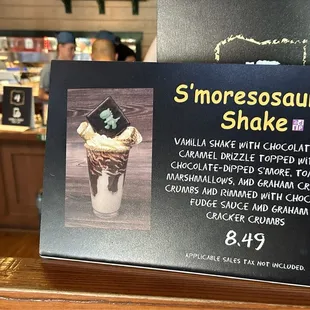 S'moresosau
Shake
VANILLA SHAKE WITH CHOCOLAT
CARAMEL DRIZZLE TOPPED WIT
CHOCOLATE-DIPPED S'MORE, TOA
MARSHMALLOWS, AND GRAHAM CR
CRUMBS AND RIMMED WITH CHOC
FUDGE SAUCE AND GRAHAM
CRACKER CRUMBS
8.49
APPLICABLE SALES TAX NOT INCLUDED.